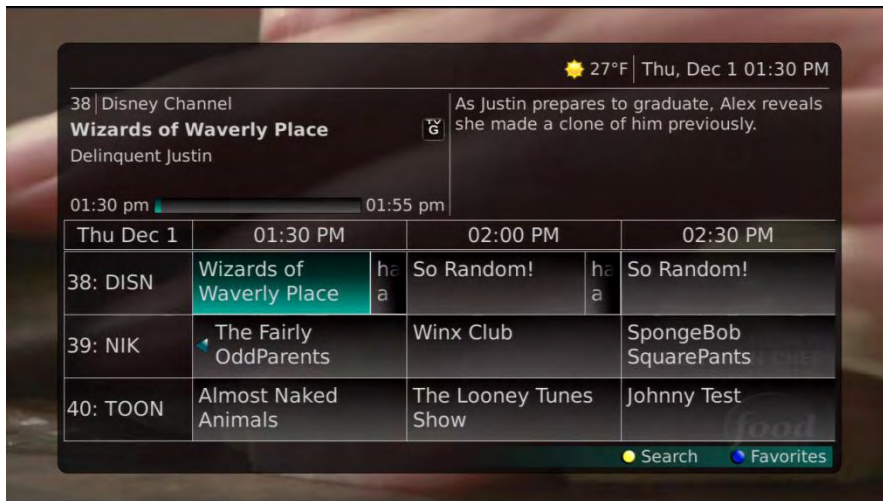 27°F | Thu, Dec 1 01:30 PM
38 | Disney Channel
Wizards of Waverly Place
TV G
Delinquent Justin
As Justin prepares to graduate, Alex reveals
she made a clone of him previously.
01:30 pm 01:55 pm
Thu Dec 1 01:30 PM 02:00 PM 02:30 PM
38: DISN
Wizards of
Waverly Place
ha
a
So Random!
ha
a
So Random!
39: NIK
The Fairly
OddParents
Winx Club
SpongeBob
SquarePants
40: TOON
Almost Naked
Animals
The Looney Tunes
Show
Johnny Test
food
Search Favorites